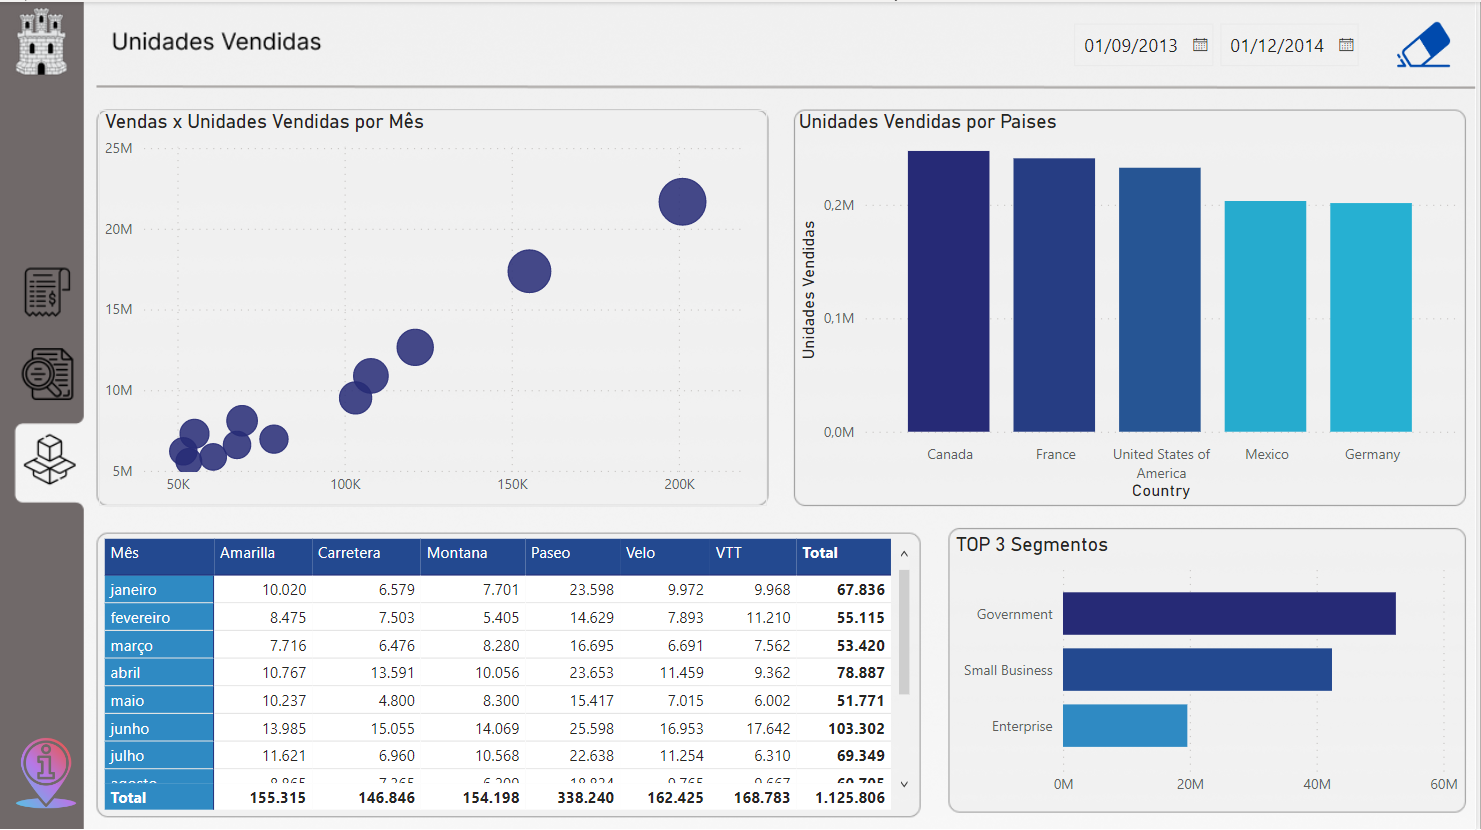 Unidades Vendidas
01/09/2013 01/12/2014
Vendas x Unidades Vendidas por Mês
25M
20M
15M
10M
5M
50K 100K 150K 200K
Unidades Vendidas por Paises
Unidades Vendidas
0,2M
0,1M
0,0M
Canada France United States of America Mexico Germany
Country
Mês Amarilla Carretera Montana Paseo Velo VTT Total
janeiro 10.020 6.579 7.701 23.598 9.972 9.968 67.836
fevereiro 8.475 7.503 5.405 14.629 7.893 11.210 55.115
março 7.716 6.476 8.280 16.695 6.691 7.562 53.420
abril 10.767 13.591 10.056 23.653 11.459 9.362 78.887
maio 10.237 4.800 8.300 15.417 7.015 6.002 51.771
junho 13.985 15.055 14.069 25.598 16.953 17.642 103.302
julho 11.621 6.960 10.568 22.638 11.254 6.310 69.349
agosto
Total 155.315 146.846 154.198 338.240 162.425 168.783 1.125.806
TOP 3 Segmentos
Government
Small Business
Enterprise
0M 20M 40M 60M